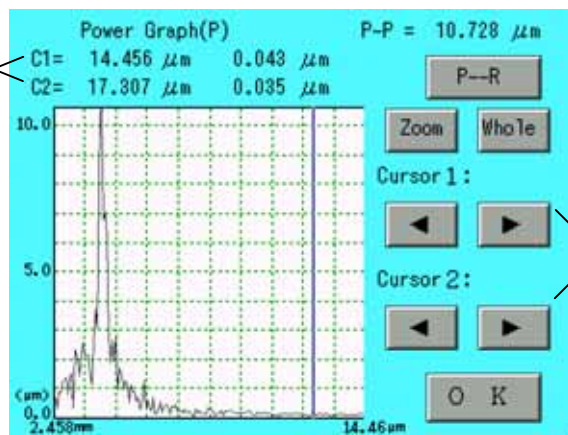 Power Graph(P) P-P = 10.728 μm
C1= 14.456 μm 0.043 μm
C2= 17.307 μm 0.035 μm
P--R
10.0
Zoom Whole
Cursor 1:
5.0
Cursor 2:
(μm)
0.0
O K
2.458mm 14.46μm